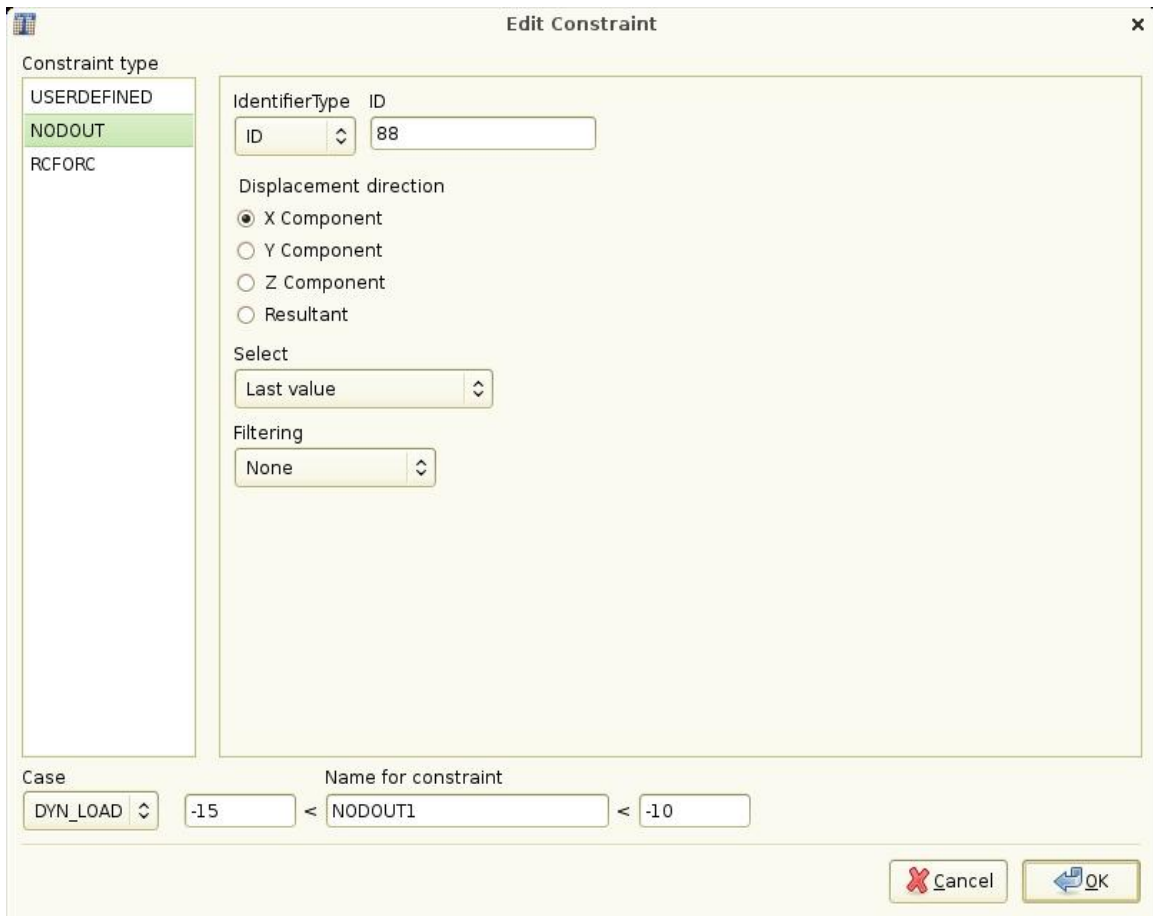 Edit Constraint
Constraint type
USERDEFINED
NODOUT
RCFORC
IdentifierType ID
ID 88
Displacement direction
X Component
Y Component
Z Component
Resultant
Select
Last value
Filtering
None
Case Name for constraint
DYN_LOAD -15 < NODOUT1 < -10
Cancel OK